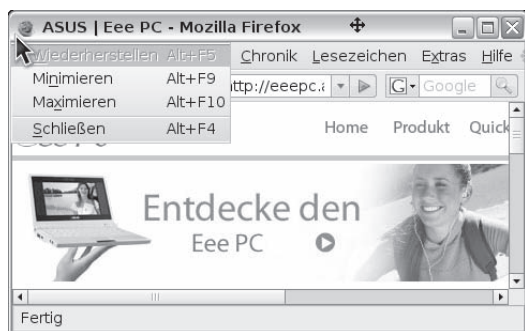 ASUS | Eee PC - Mozilla Firefox
Wiederherstellen Alt+F5 Chronik Lesezeichen Extras Hilfe
Minimieren Alt+F9
ttp://eeepc.a G Google
Maximieren Alt+F10
Schließen Alt+F4
Home Produkt Quick
Entdecke den
Eee PC
Fertig